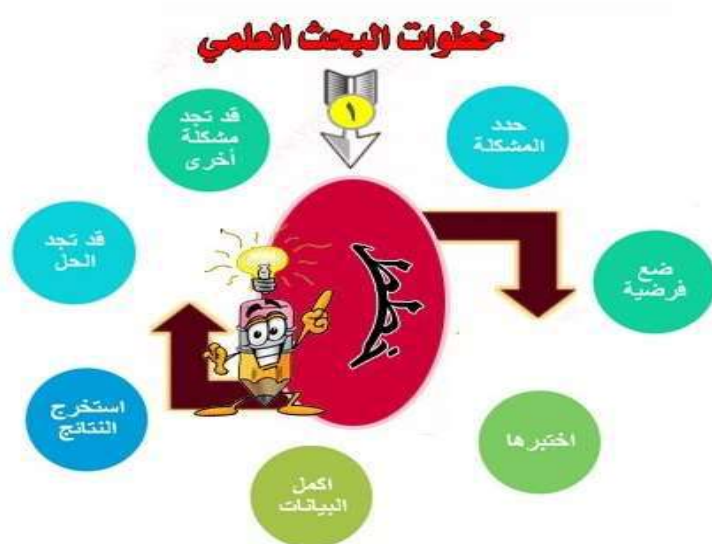 خطوات البحث العلمي
١
حدد
المشكلة
ضع
فرضية
اختبرها
اكمل
البيانات
استخرج
النتائج
قد تجد
الحل
قد تجد
مشكلة
أخرى